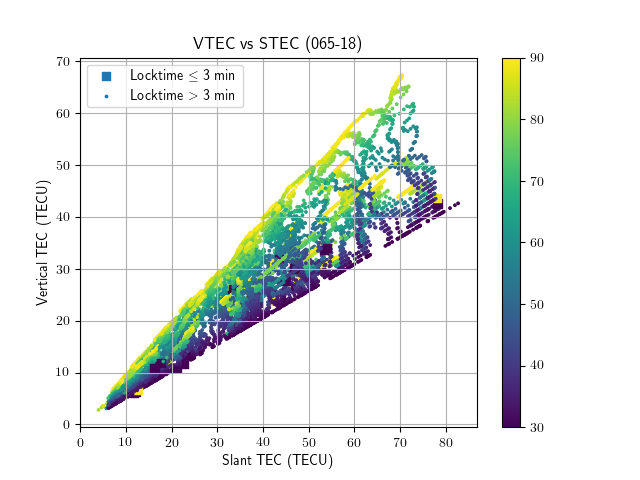 VTEC vs STEC (065-18)
Locktime ≤ 3 min
Locktime > 3 min
70
60
50
40
30
20
10
0
Vertical TEC (TECU)
0 10 20 30 40 50 60 70 80
Slant TEC (TECU)
90
80
70
60
50
40
30